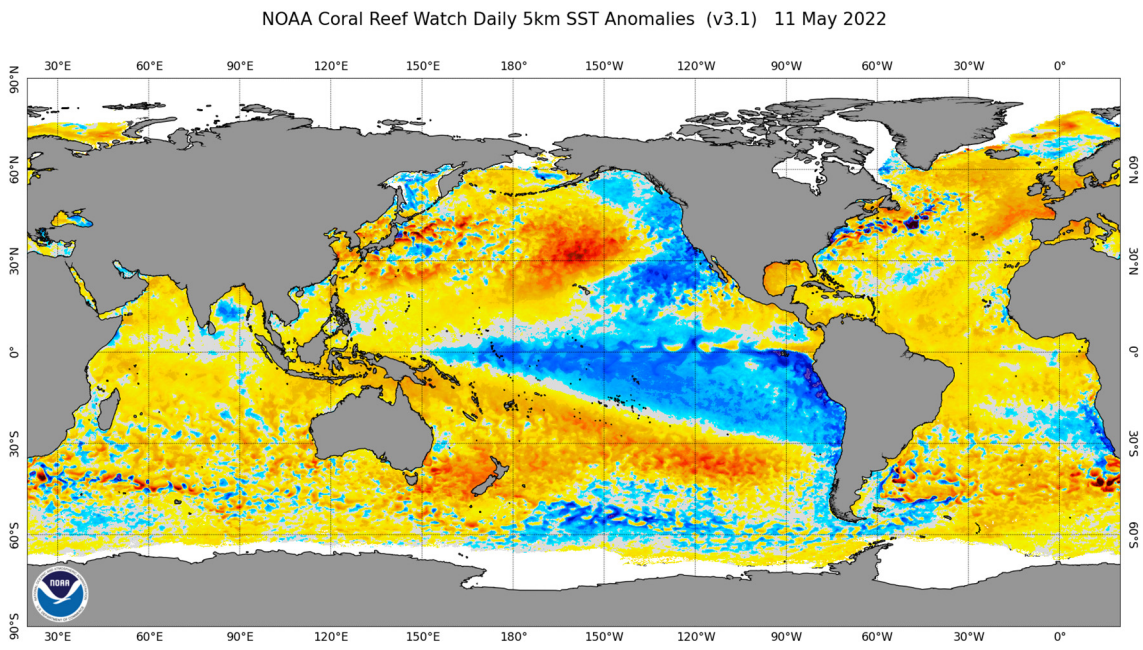 NOAA Coral Reef Watch Daily 5km SST Anomalies (v3.1) 11 May 2022
30°E 60°E 90°E 120°E 150°E 180° 150°W 120°W 90°W 60°W 30°W 0°
90°N 
60°N 60°N
30°N 30°N
0° 0°
30°S 30°S
60°S 60°S
NOAA
90°S
30°E 60°E 90°E 120°E 150°E 180° 150°W 120°W 90°W 60°W 30°W 0°